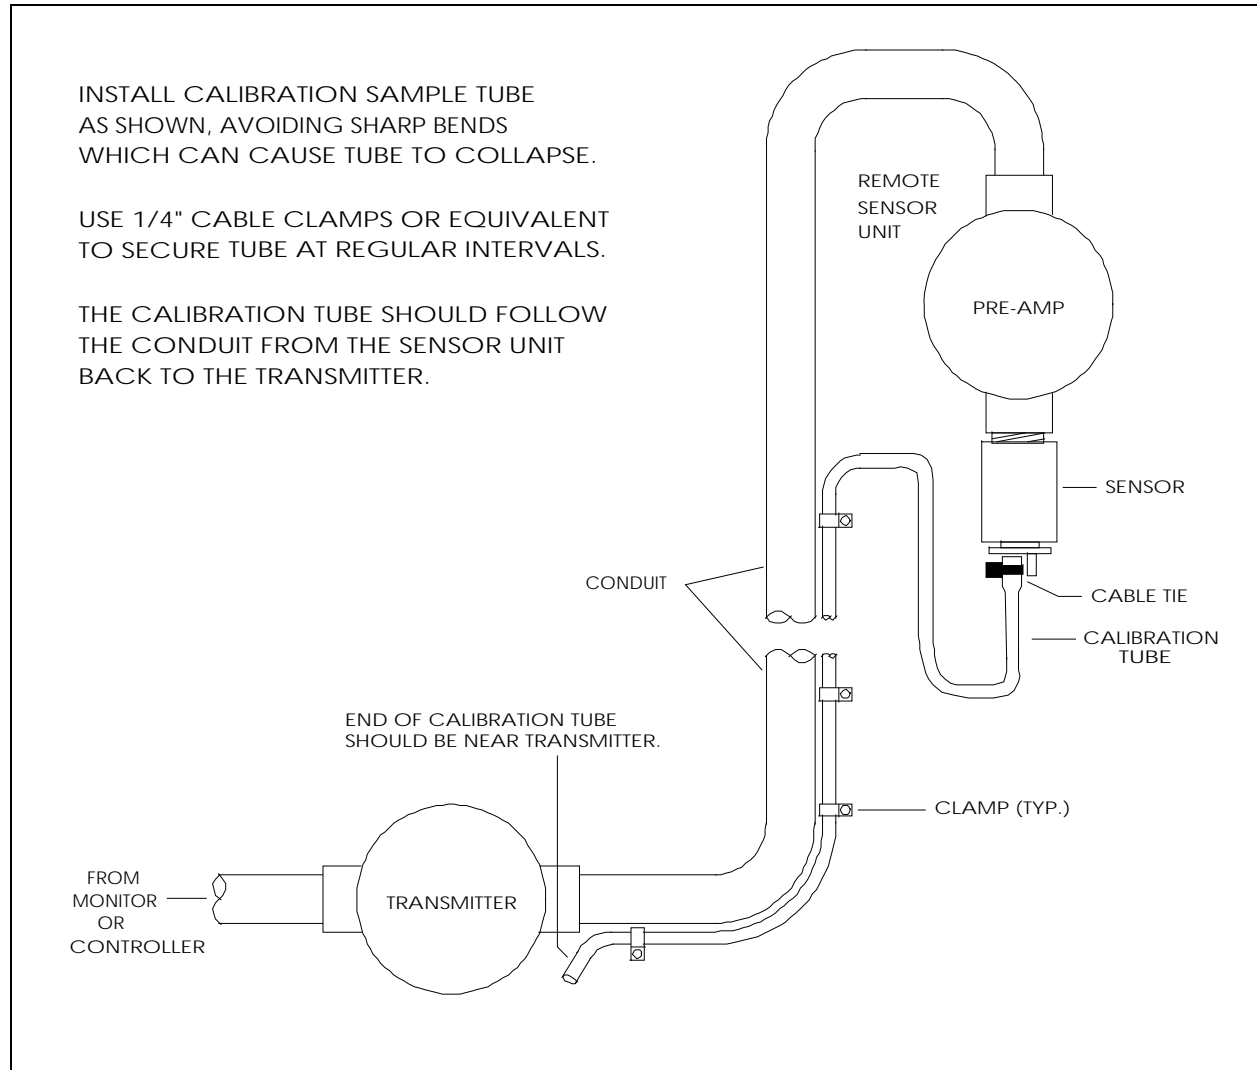 INSTALL CALIBRATION SAMPLE TUBE
AS SHOWN, AVOIDING SHARP BENDS
WHICH CAN CAUSE TUBE TO COLLAPSE.
USE 1/4" CABLE CLAMPS OR EQUIVALENT
TO SECURE TUBE AT REGULAR INTERVALS.
THE CALIBRATION TUBE SHOULD FOLLOW
THE CONDUIT FROM THE SENSOR UNIT
BACK TO THE TRANSMITTER.
REMOTE
SENSOR
UNIT
PRE-AMP
SENSOR
CONDUIT
CABLE TIE
CALIBRATION
TUBE
END OF CALIBRATION TUBE
SHOULD BE NEAR TRANSMITTER.
CLAMP (TYP.)
FROM
MONITOR
OR
CONTROLLER
TRANSMITTER